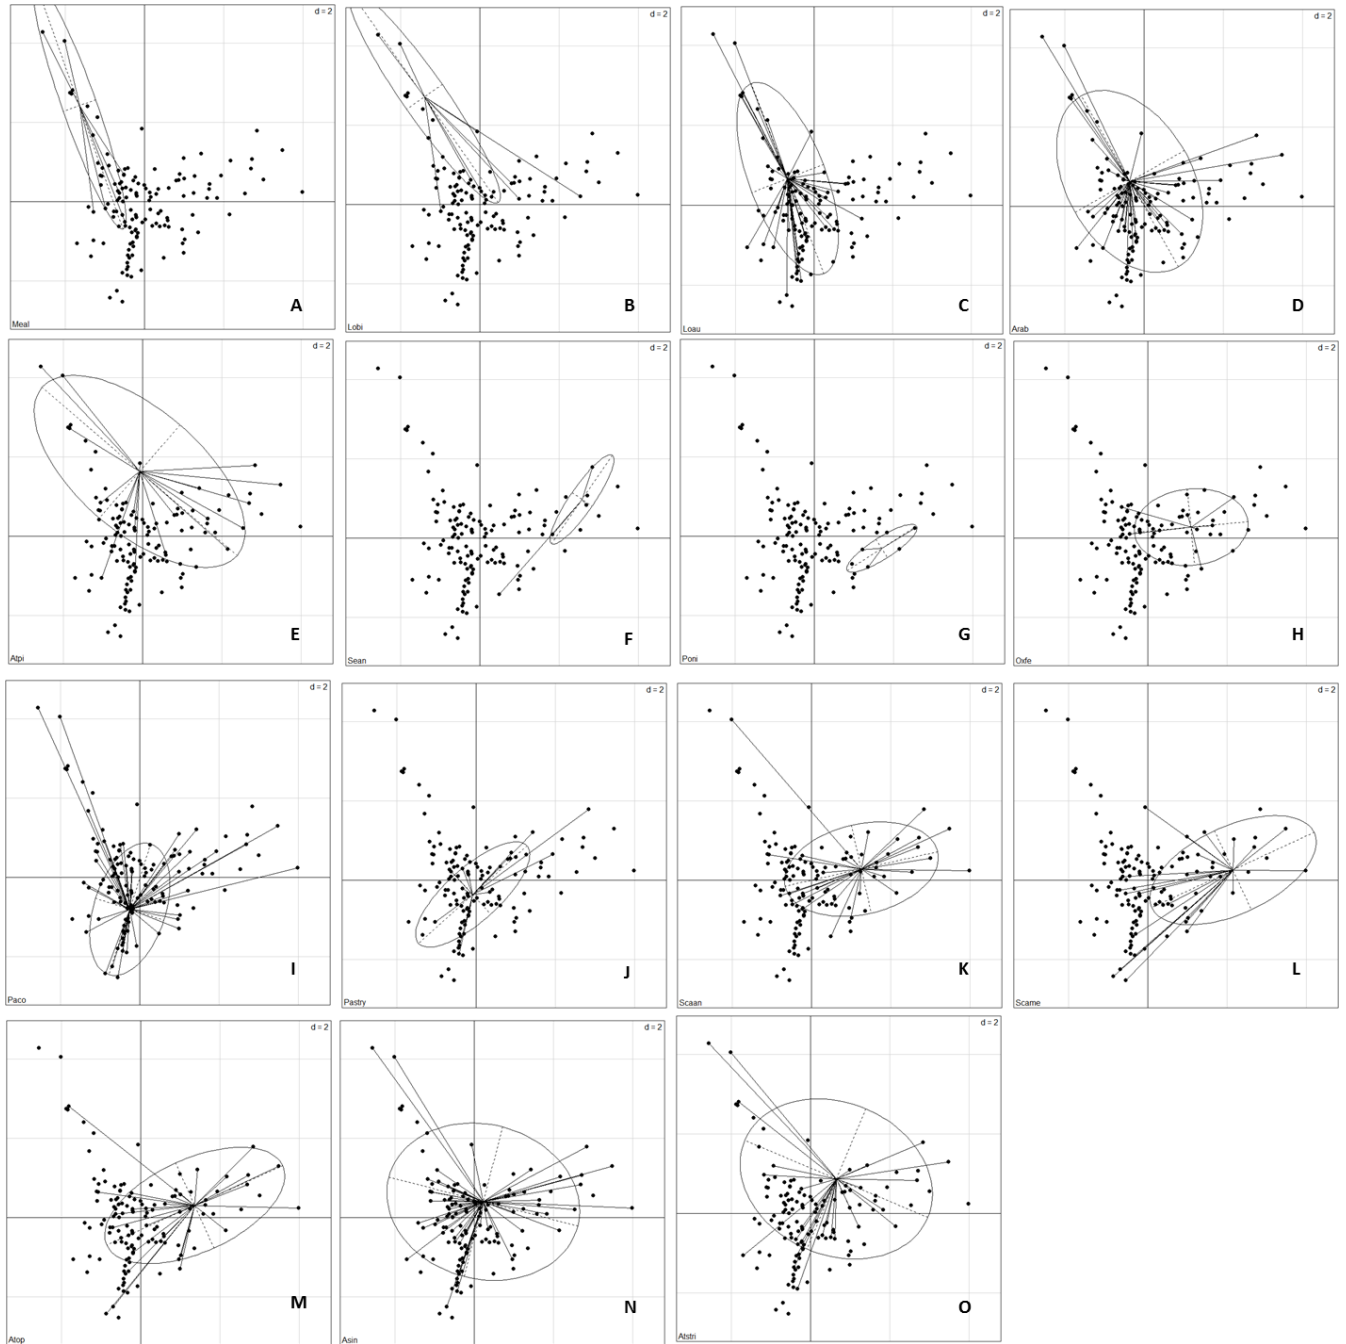 d = 2
d = 2
d = 2
d = 2
A
B
C
D
Meal
Lobi
Loau
Arab
d = 2
d = 2
d = 2
d = 2
E
F
G
H
Atpi
Sean
Poni
Oxfe
d = 2
d = 2
d = 2
d = 2
I
J
K
L
Paco
Pastry
Scaan
Scame
d = 2
d = 2
d = 2
M
N
O
Atop
Asin
Atstri